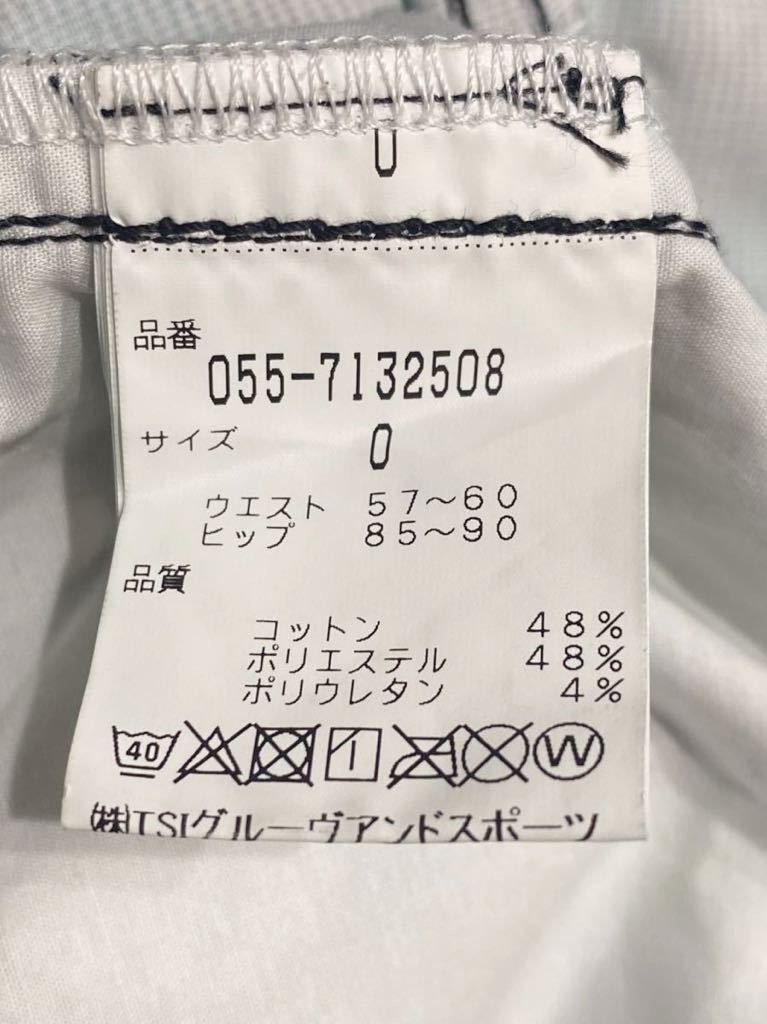 0
品番
055-7132508
サイズ 0
ウエスト 57～60
ヒップ 85～90
品質
コットン 48%
ポリエステル 48%
ポリウレタン 4%
40 W
㈱TSIグルーヴアンドスポーツ